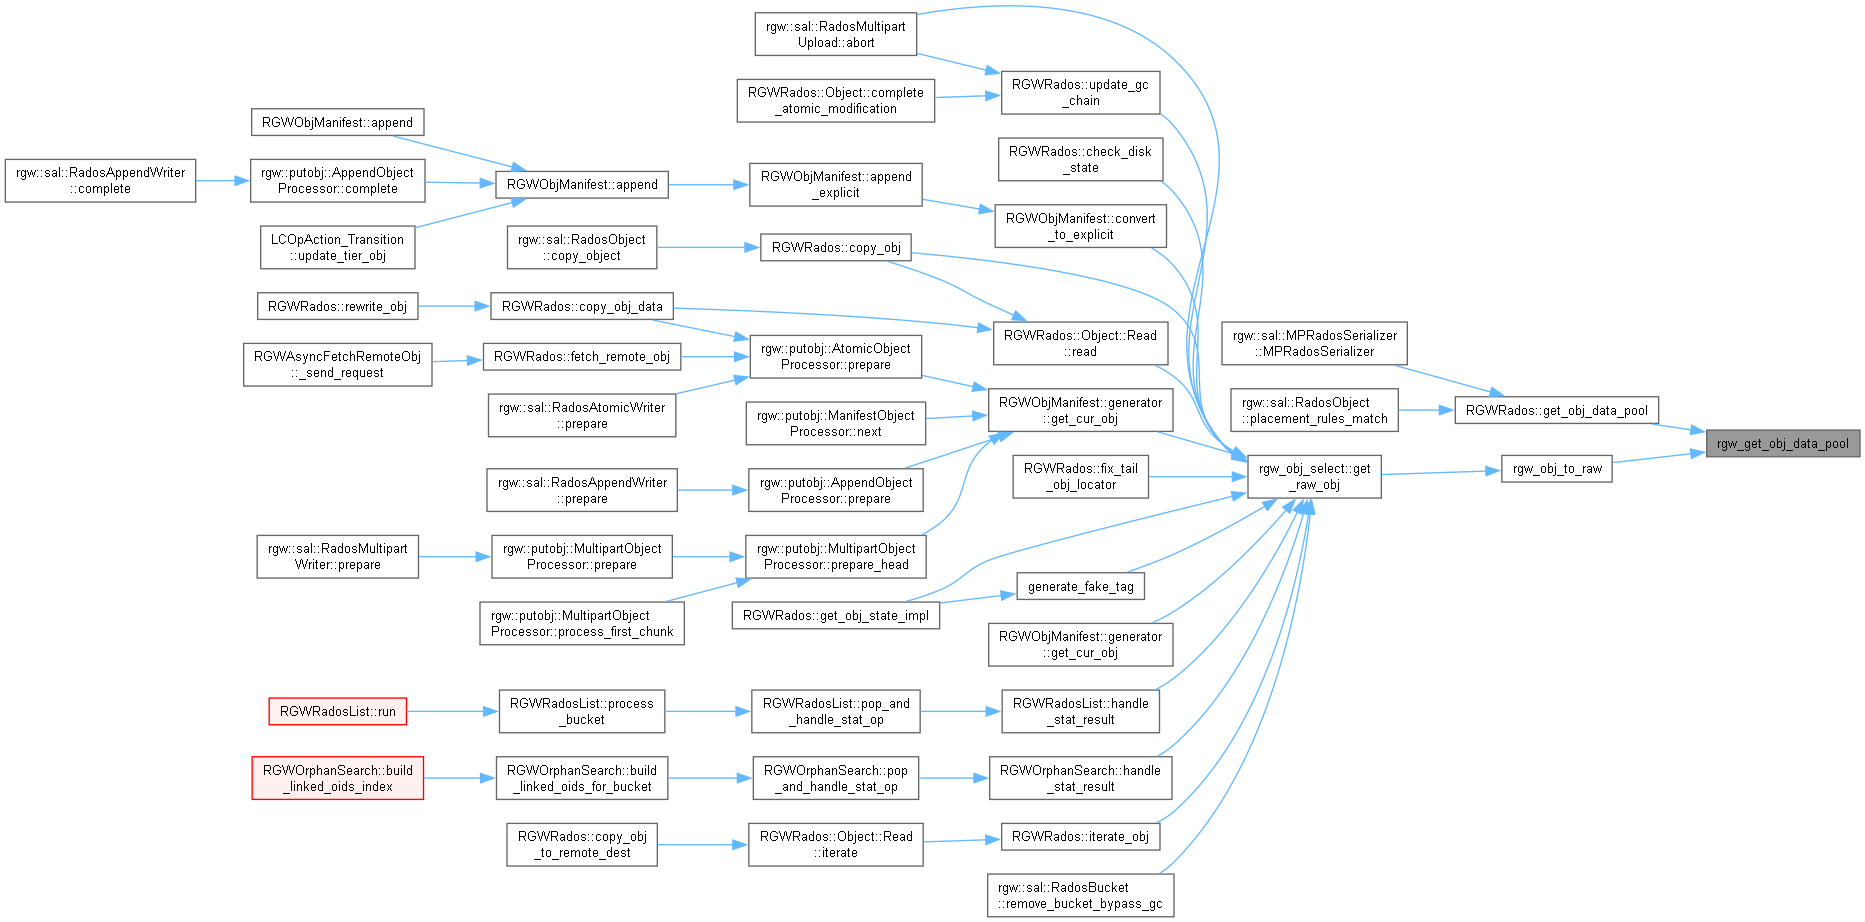 rgw::sal::RadosMultipart
Upload::abort
RGWRados::update_gc
_chain
RGWRados::Object::complete
_atomic_modification
RGWObjManifest::append
RGWRados::check_disk
_state
rgw::sal::RadosAppendWriter
::complete
rgw::putobj::AppendObject
Processor::complete
RGWObjManifest::append
RGWObjManifest::append
_explicit
RGWObjManifest::convert
_to_explicit
LCOpAction_Transition
::update_tier_obj
rgw::sal::RadosObject
::copy_object
RGWRados::copy_obj
RGWRados::rewrite_obj
RGWRados::copy_obj_data
RGWRados::Object::Read
::read
rgw::sal::MPRadosSerializer
::MPRadosSerializer
RGWAsyncFetchRemoteObj
::_send_request
RGWRados::fetch_remote_obj
rgw::putobj::AtomicObject
Processor::prepare
rgw::sal::RadosAtomicWriter
::prepare
rgw::putobj::ManifestObject
Processor::next
RGWObjManifest::generator
::get_cur_obj
rgw::sal::RadosObject
::placement_rules_match
RGWRados::get_obj_data_pool
rgw_get_obj_data_pool
rgw::sal::RadosAppendWriter
::prepare
rgw::putobj::AppendObject
Processor::prepare
RGWRados::fix_tail
_obj_locator
rgw_obj_select::get
_raw_obj
rgw_obj_to_raw
rgw::sal::RadosMultipart
Writer::prepare
rgw::putobj::MultipartObject
Processor::prepare
rgw::putobj::MultipartObject
Processor::prepare_head
generate_fake_tag
rgw::putobj::MultipartObject
Processor::process_first_chunk
RGWRados::get_obj_state_impl
RGWObjManifest::generator
::get_cur_obj
RGWRadosList::run
RGWRadosList::process
_bucket
RGWRadosList::pop_and
_handle_stat_op
RGWRadosList::handle
_stat_result
RGWOrphanSearch::build
_linked_oids_index
RGWOrphanSearch::build
_linked_oids_for_bucket
RGWOrphanSearch::pop
_and_handle_stat_op
RGWOrphanSearch::handle
_stat_result
RGWRados::copy_obj
_to_remote_dest
RGWRados::Object::Read
::iterate
RGWRados::iterate_obj
rgw::sal::RadosBucket
::remove_bucket_bypass_gc